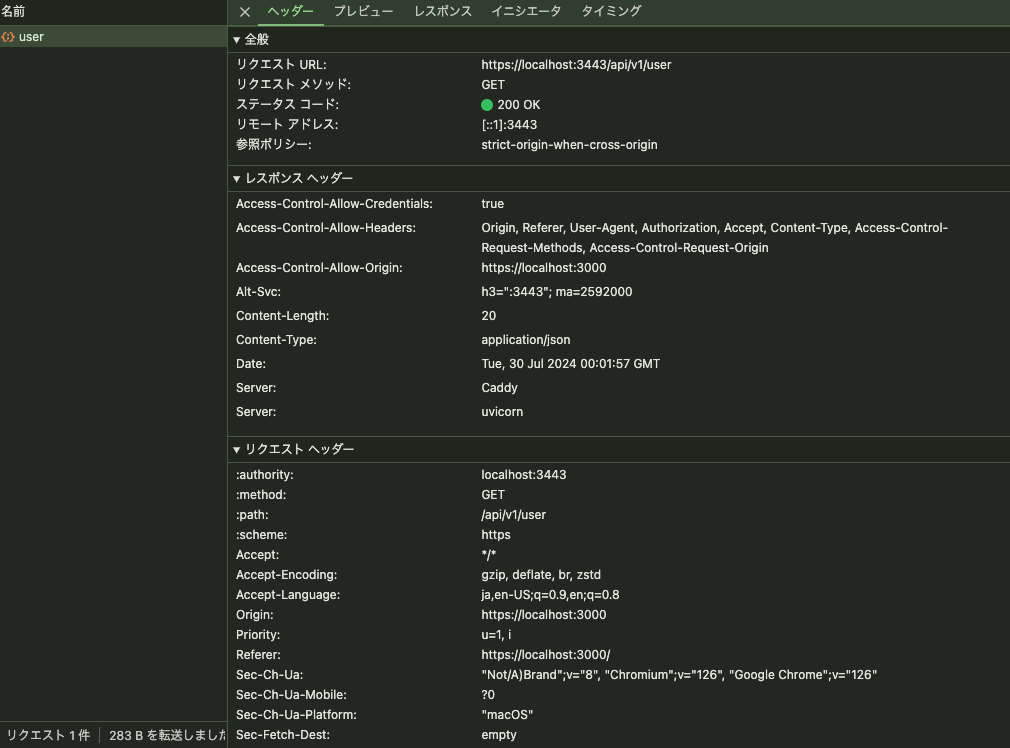 名前
user
リクエスト 1 件 283 B を転送しました
ヘッダー プレビュー レスポンス イニシエータ タイミング
全般
リクエスト URL: https://localhost:3443/api/v1/user
リクエスト メソッド: GET
ステータス コード: 200 OK
リモート アドレス: [::1]:3443
参照ポリシー: strict-origin-when-cross-origin
レスポンス ヘッダー
Access-Control-Allow-Credentials: true
Access-Control-Allow-Headers: Origin, Referer, User-Agent, Authorization, Accept, Content-Type, Access-Control-
Request-Methods, Access-Control-Request-Origin
Access-Control-Allow-Origin: https://localhost:3000
Alt-Svc: h3=":3443"; ma=2592000
Content-Length: 20
Content-Type: application/json
Date: Tue, 30 Jul 2024 00:01:57 GMT
Server: Caddy
Server: uvicorn
リクエスト ヘッダー
:authority: localhost:3443
:method: GET
:path: /api/v1/user
:scheme: https
Accept: */*
Accept-Encoding: gzip, deflate, br, zstd
Accept-Language: ja,en-US;q=0.9,en;q=0.8
Origin: https://localhost:3000
Priority: u=1, i
Referer: https://localhost:3000/
Sec-Ch-Ua: "Not/A)Brand";v="8", "Chromium";v="126", "Google Chrome";v="126"
Sec-Ch-Ua-Mobile: ?0
Sec-Ch-Ua-Platform: "macOS"
Sec-Fetch-Dest: empty